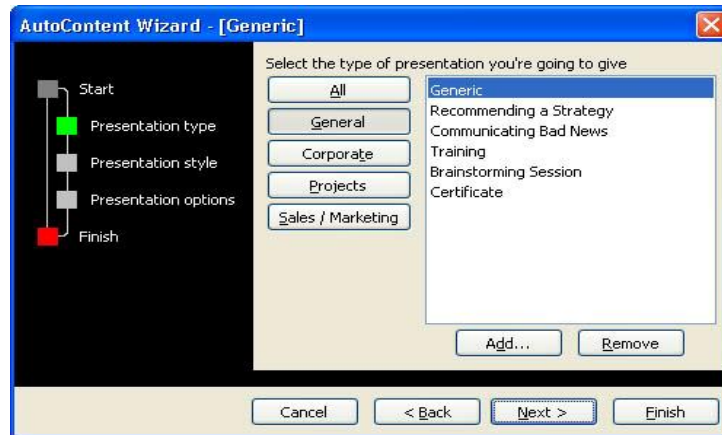 AutoContent Wizard - [Generic]
Start
Presentation type
Presentation style
Presentation options
Finish
Select the type of presentation you're going to give
All
General
Corporate
Projects
Sales / Marketing
Generic
Recommending a Strategy
Communicating Bad News
Training
Brainstorming Session
Certificate
Add...
Remove
Cancel
< Back
Next >
Finish